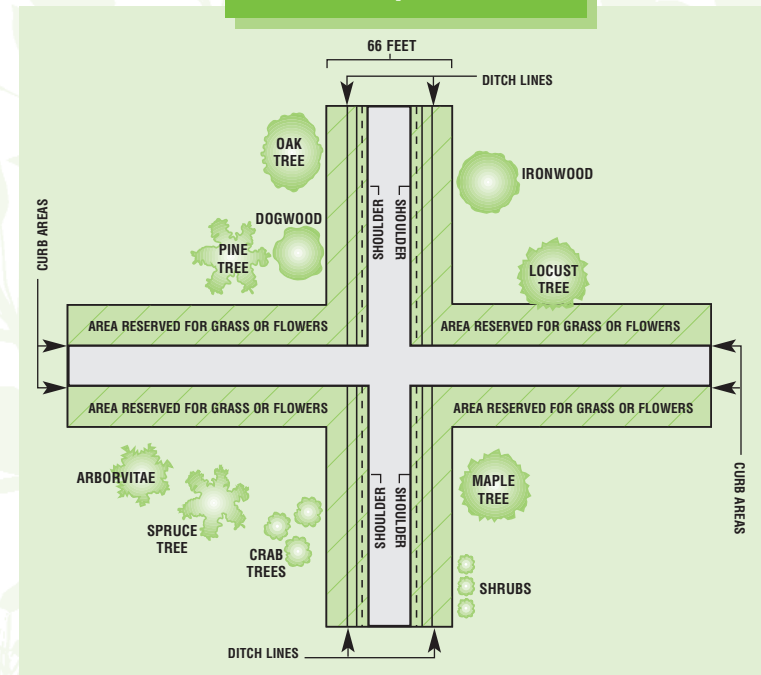 66 FEET
DITCH LINES
OAK
TREE
IRONWOOD
CURB AREAS
DOGWOOD
SHOULDER
SHOULDER
PINE
TREE
LOCUST
TREE
AREA RESERVED FOR GRASS OR FLOWERS
AREA RESERVED FOR GRASS OR FLOWERS
AREA RESERVED FOR GRASS OR FLOWERS
AREA RESERVED FOR GRASS OR FLOWERS
ARBORVITAE
SPRUCE
TREE
CRAB
TREES
SHOULDER
SHOULDER
MAPLE
TREE
CURB AREAS
SHRUBS
DITCH LINES